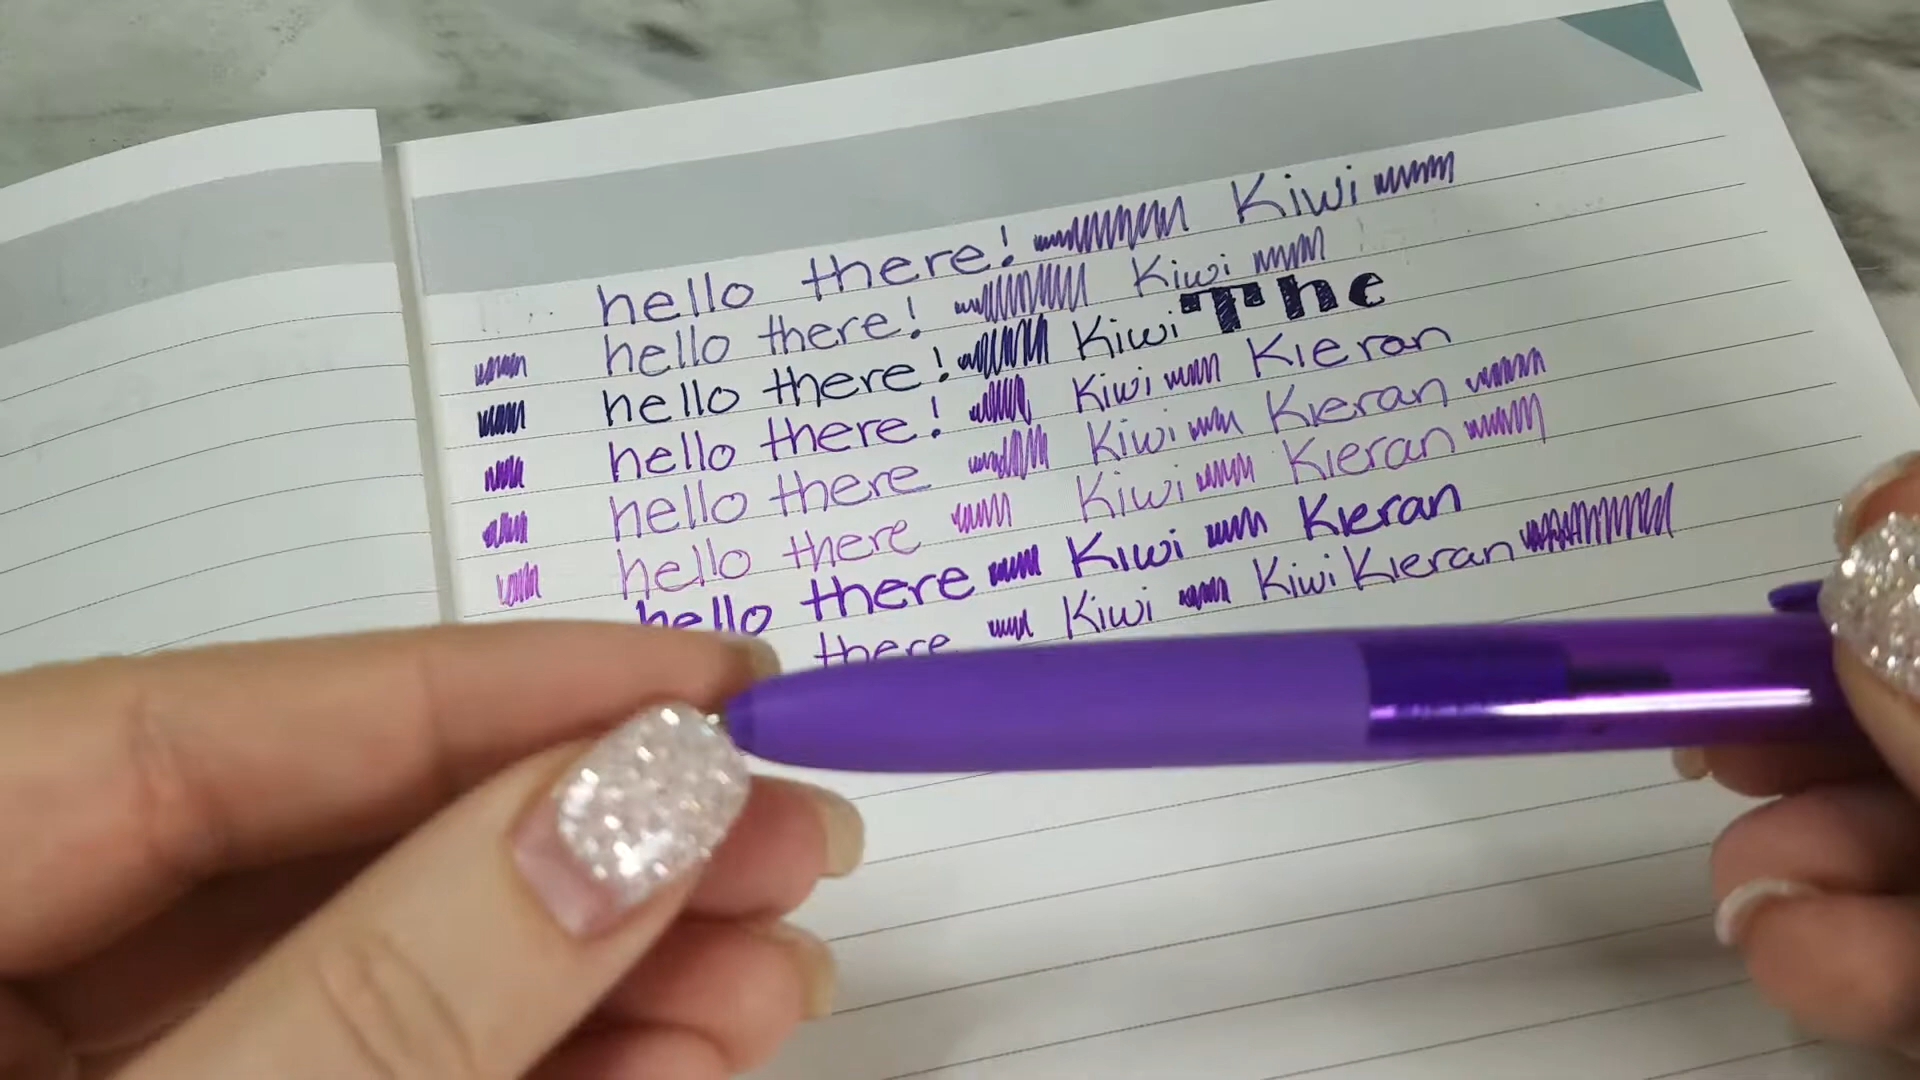 hello there! Kiwi
hello there! Kiwi
hello there! Kiwi The
hello there! Kiwi Kieran
hello there Kiwi Kieran
hello there Kiwi Kieran
hello there Kiwi Kieran
there Kiwi Kiwi Kieran